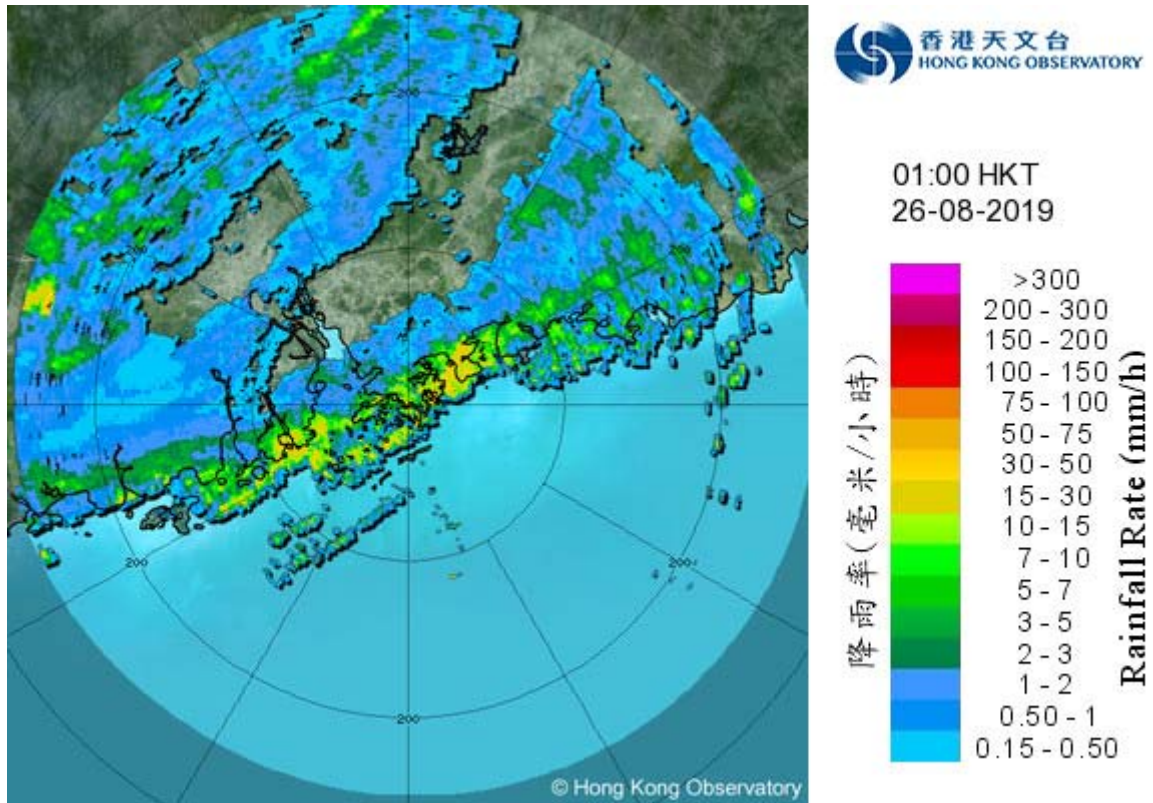 香港天文台
HONG KONG OBSERVATORY
01:00 HKT
26-08-2019
>300
200 - 300
150 - 200
100 - 150
75 - 100
50 - 75
30 - 50
15 - 30
10 - 15
7 - 10
5 - 7
3 - 5
2 - 3
1 - 2
0.50 - 1
0.15 - 0.50
降雨率(毫米/小時)
Rainfall Rate (mm/h)
200
200
200
200
© Hong Kong Observatory